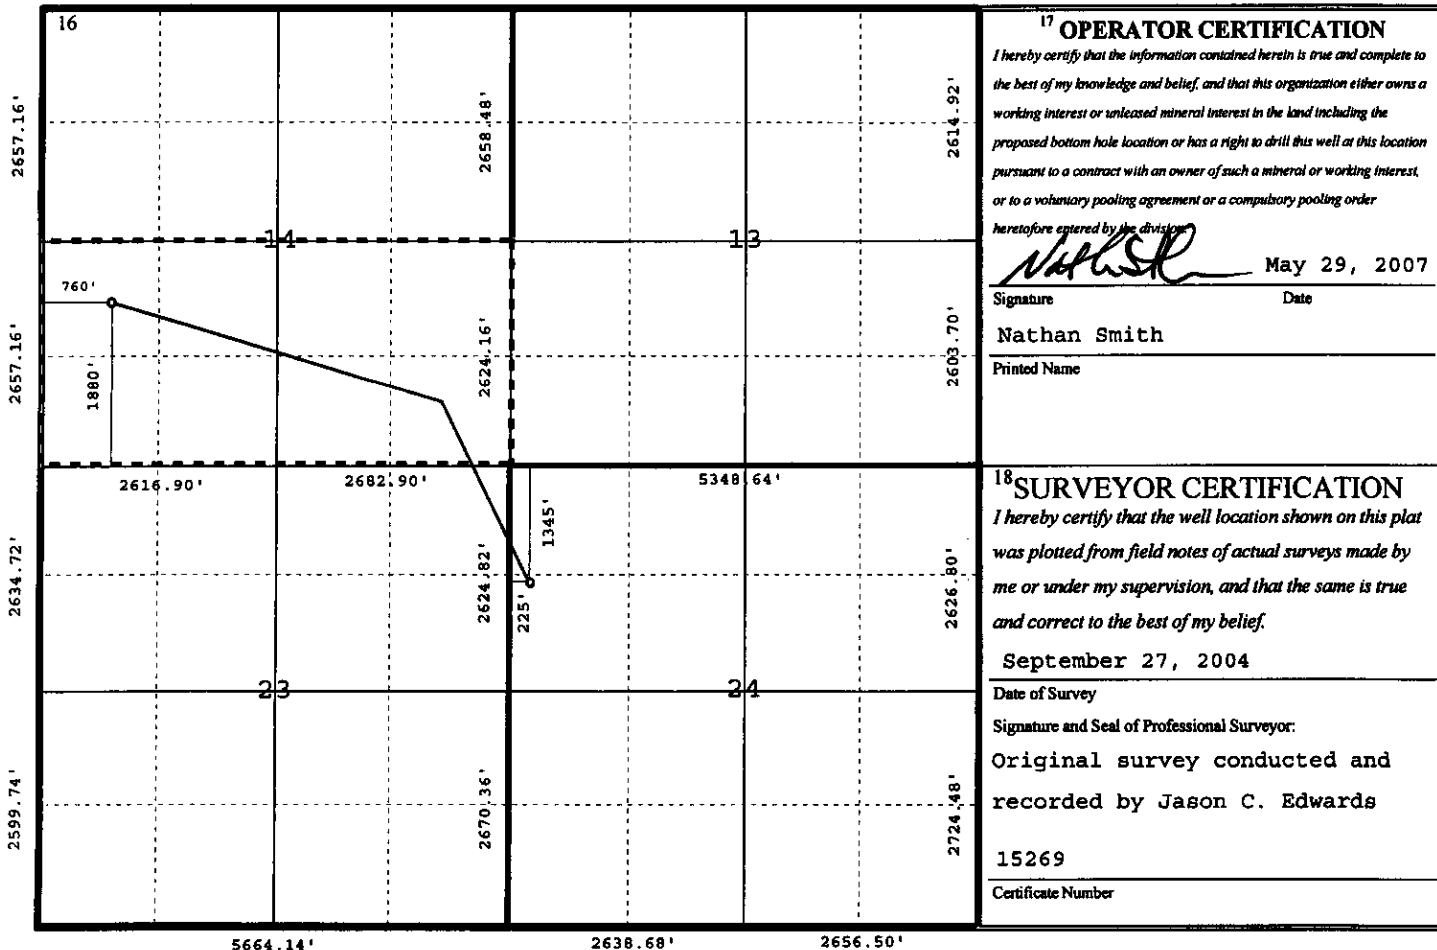 16
2657.16'
2658.48'
2614.92'
14
13
760'
1880'
2657.16'
2624.16'
2603.70'
2616.90'
2682.90'
5348.64'
1345'
225'
2634.72'
2624.82'
2626.80'
23
24
2599.74'
2670.36'
2724.48'
5664.14'
2638.68'
2656.50'
17 OPERATOR CERTIFICATION
I hereby certify that the information contained herein is true and complete to
the best of my knowledge and belief, and that this organization either owns a
working interest or unleased mineral interest in the land including the
proposed bottom hole location or has a right to drill this well at this location
pursuant to a contract with an owner of such a mineral or working interest,
or to a voluntary pooling agreement or a compulsory pooling order
heretofore entered by the division.
May 29, 2007
Signature Date
Nathan Smith
Printed Name
18 SURVEYOR CERTIFICATION
I hereby certify that the well location shown on this plat
was plotted from field notes of actual surveys made by
me or under my supervision, and that the same is true
and correct to the best of my belief.
September 27, 2004
Date of Survey
Signature and Seal of Professional Surveyor:
Original survey conducted and
recorded by Jason C. Edwards
15269
Certificate Number